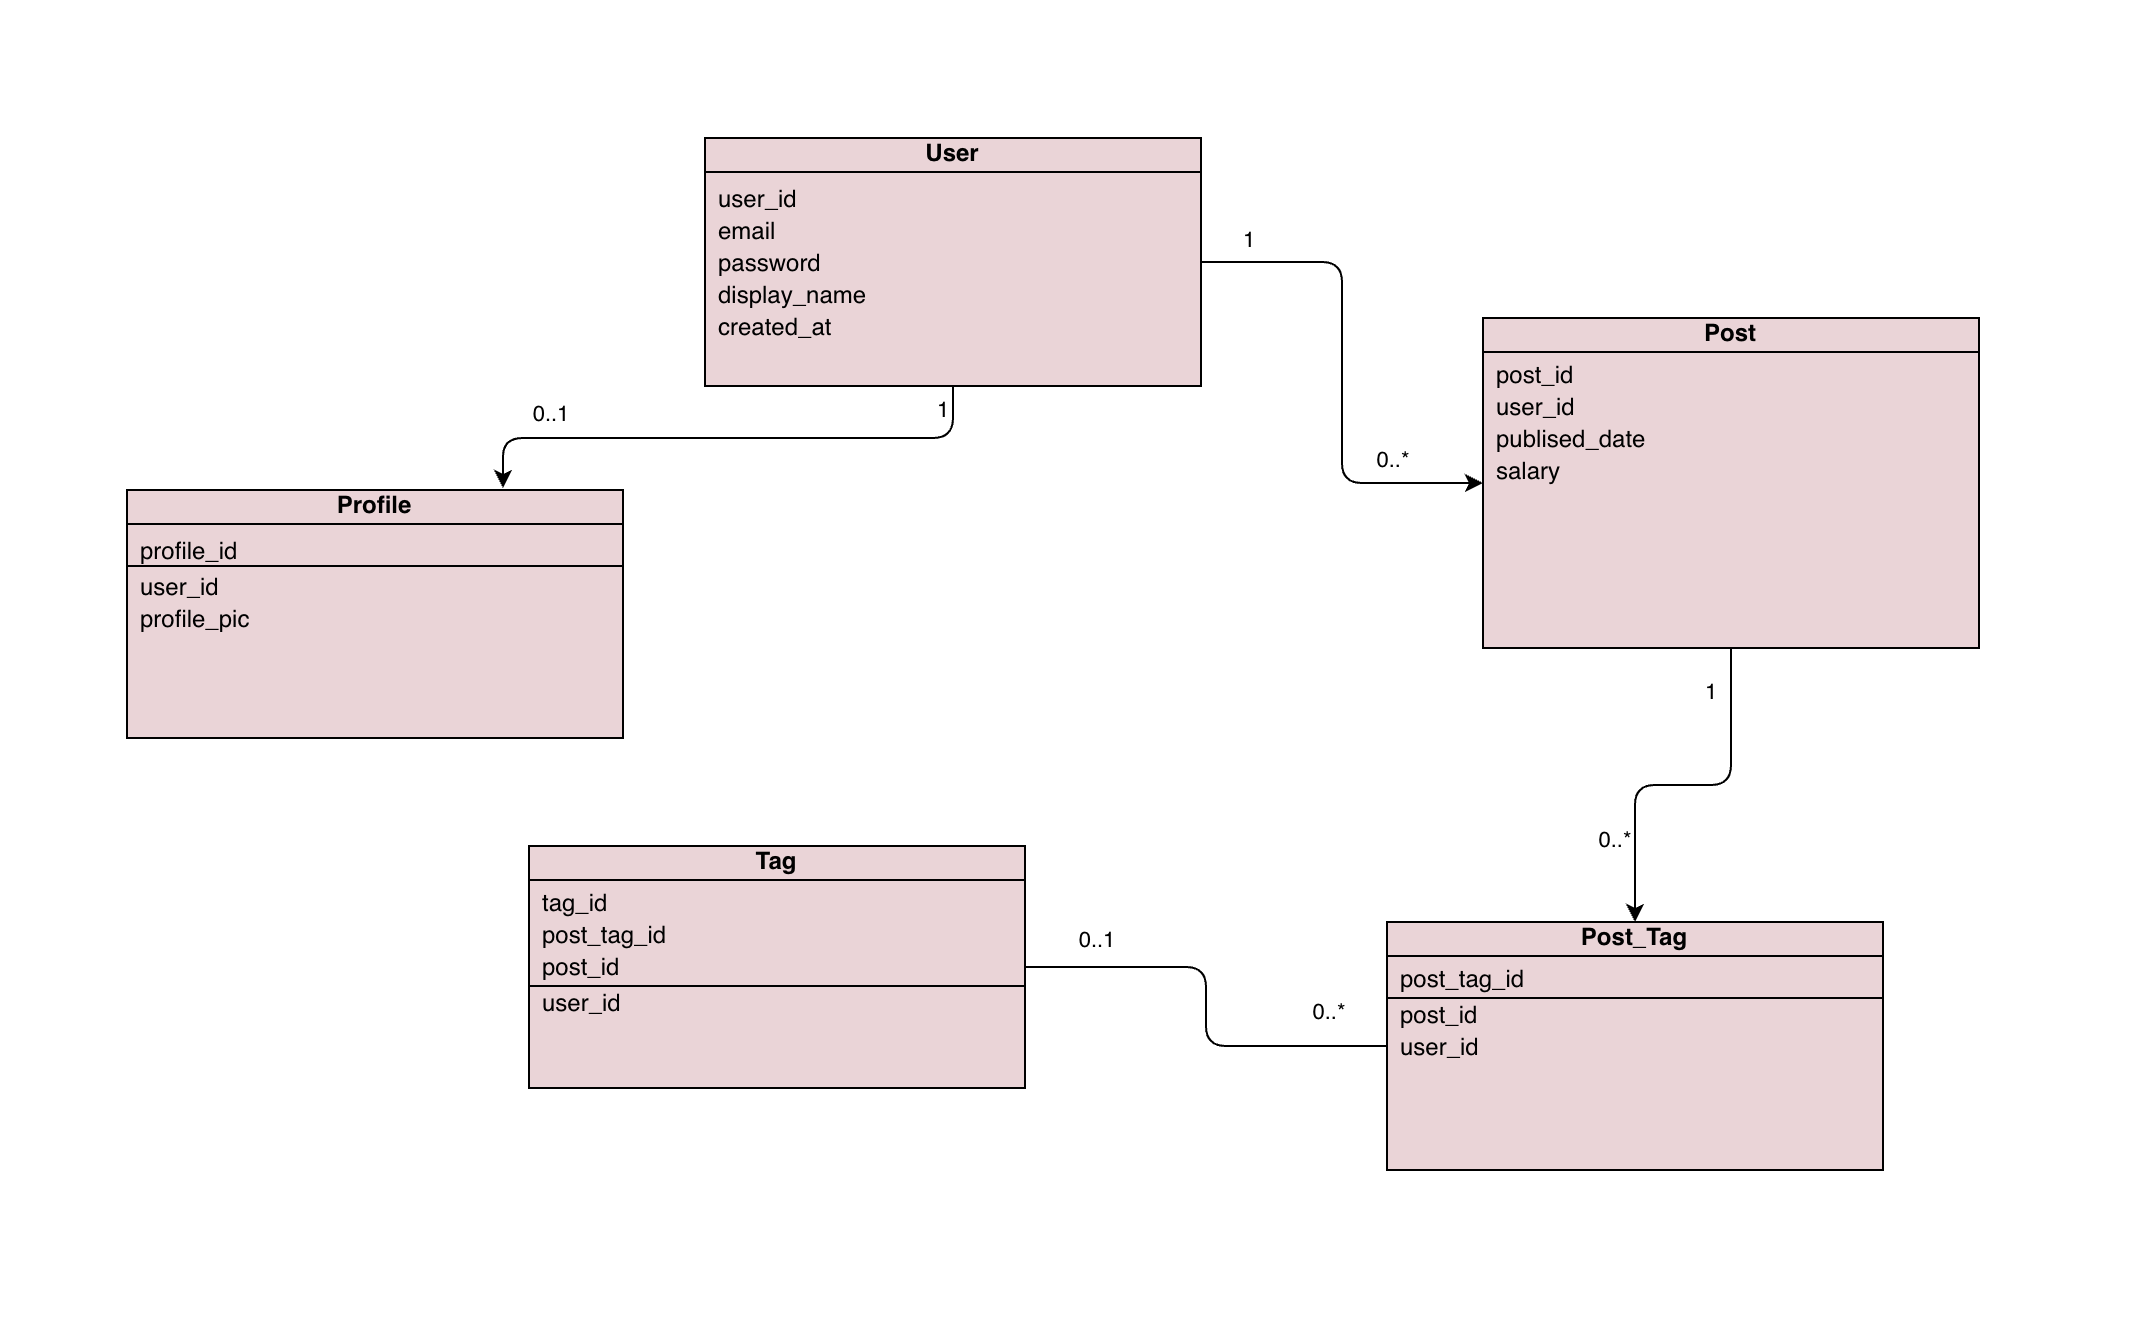 User
user_id
email
password
display_name
created_at
1
0..*
1
0..1
Post
post_id
user_id
publised_date
salary
Profile
profile_id
user_id
profile_pic
1
0..*
Tag
tag_id
post_tag_id
post_id
user_id
0..1
0..*
Post_Tag
post_tag_id
post_id
user_id